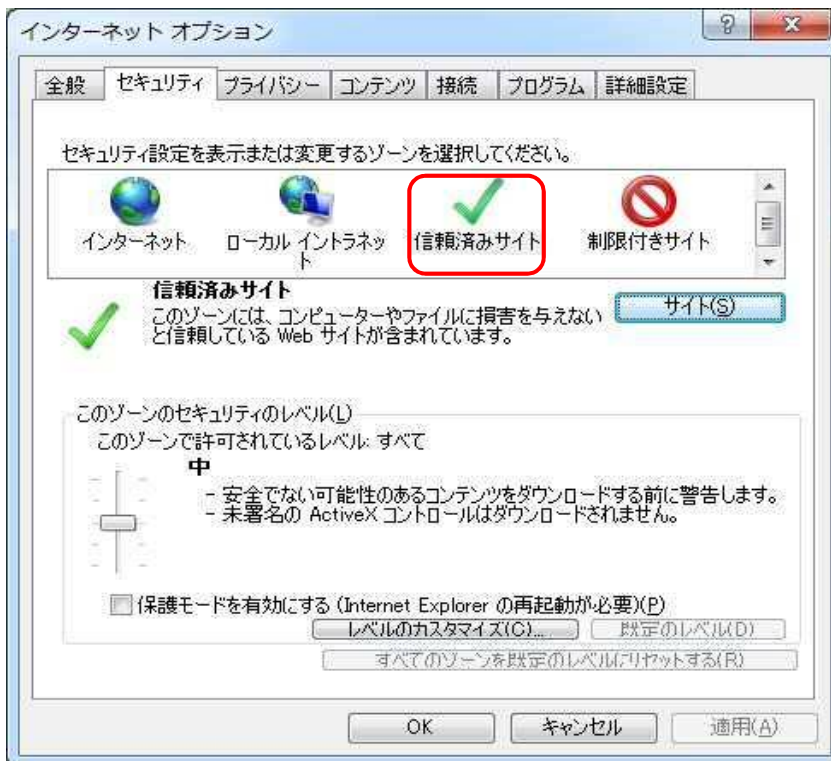 インターネット オプション
全般 セキュリティ プライバシー コンテンツ 接続 プログラム 詳細設定
セキュリティ設定を表示または変更するゾーンを選択してください。
インターネット ローカル イントラネッ 信頼済みサイト 制限付きサイト
ト
信頼済みサイト
このゾーンには、コンピューターやファイルに損害を与えない サイト(S)
と信頼している Web サイトが含まれています。
このゾーンのセキュリティのレベル(L)
このゾーンで許可されているレベル: すべて
中
- 安全でない可能性のあるコンテンツをダウンロードする前に警告します。
- 未署名の ActiveX コントロールはダウンロードされません。
保護モードを有効にする (Internet Explorer の再起動が必要)(P)
レベルのカスタマイズ(C)... 既定のレベル(D)
すべてのゾーンを既定のレベルにリセットする(R)
OK キャンセル 適用(A)